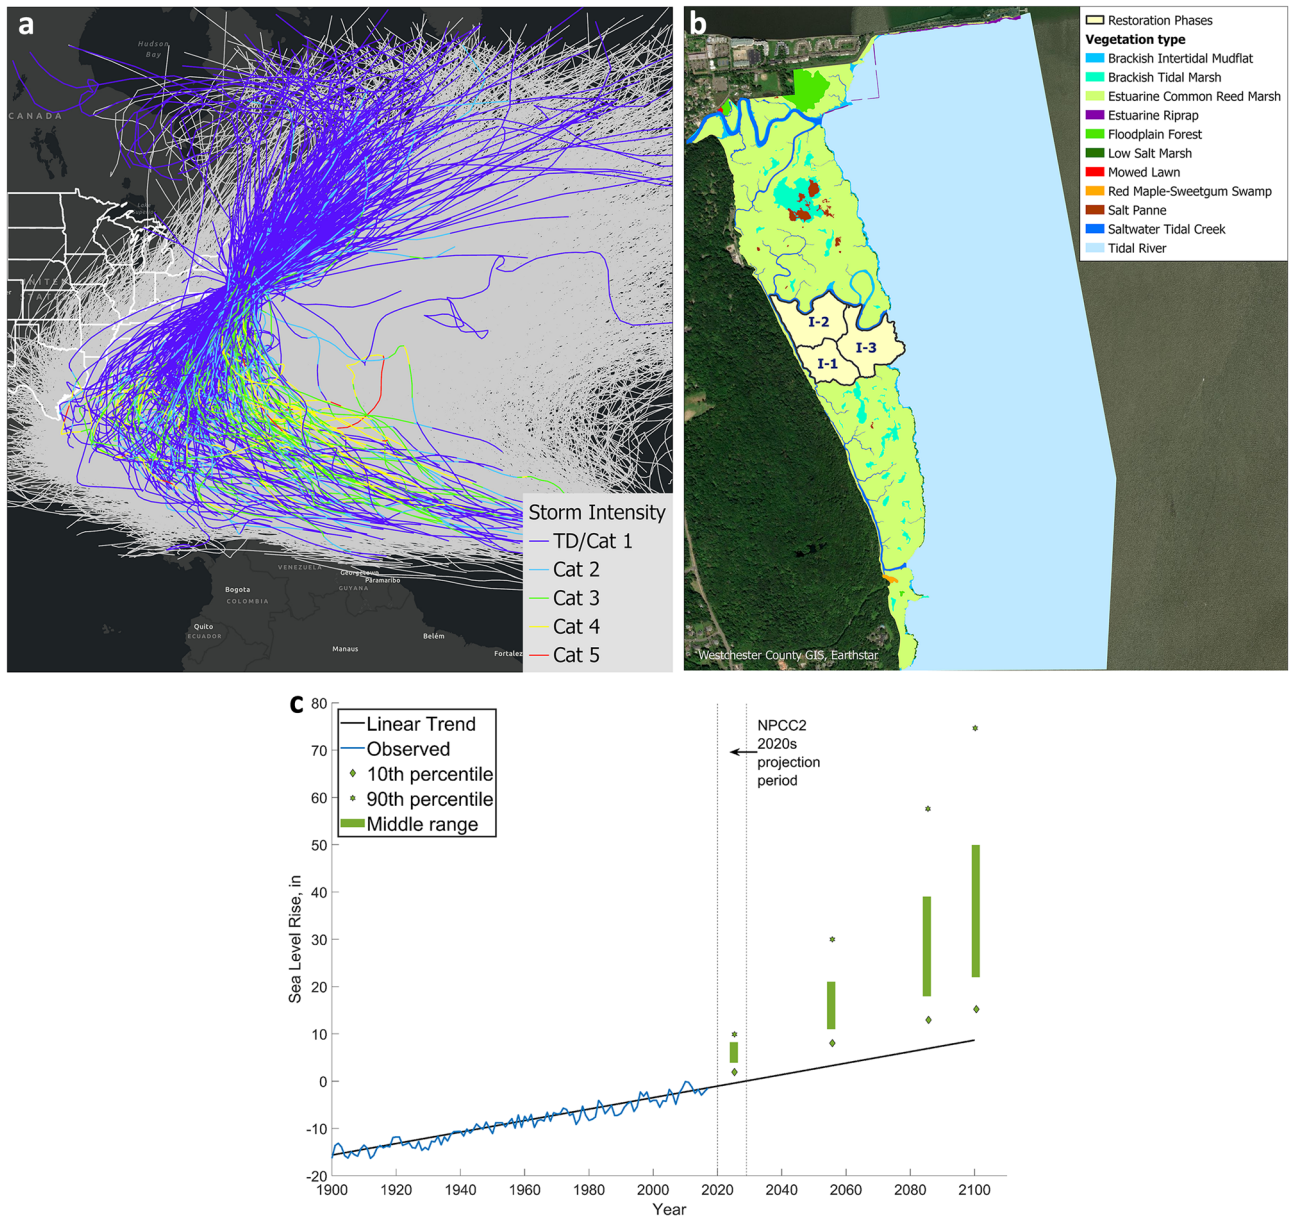 a
Hudson
Bay
CANADA
Storm Intensity
TD/Cat 1
Cat 2
Cat 3
Cat 4
Cat 5
VENEZUELA
Georgetown
Paramaribo
GUYANA
Bogota
COLOMBIA
Quito
ECUADOR
Manaus
Belém
Fortalez
b
Restoration Phases
Vegetation type
Brackish Intertidal Mudflat
Brackish Tidal Marsh
Estuarine Common Reed Marsh
Estuarine Riprap
Floodplain Forest
Low Salt Marsh
Mowed Lawn
Red Maple-Sweetgum Swamp
Salt Panne
Saltwater Tidal Creek
Tidal River
I-2
I-3
I-1
Westchester County GIS, Earthstar
c
Linear Trend
Observed
10th percentile
90th percentile
Middle range
NPCC2
2020s
projection
period
Sea Level Rise, in
80
70
60
50
40
30
20
10
0
-10
-20
1900 1920 1940 1960 1980 2000 2020 2040 2060 2080 2100
Year